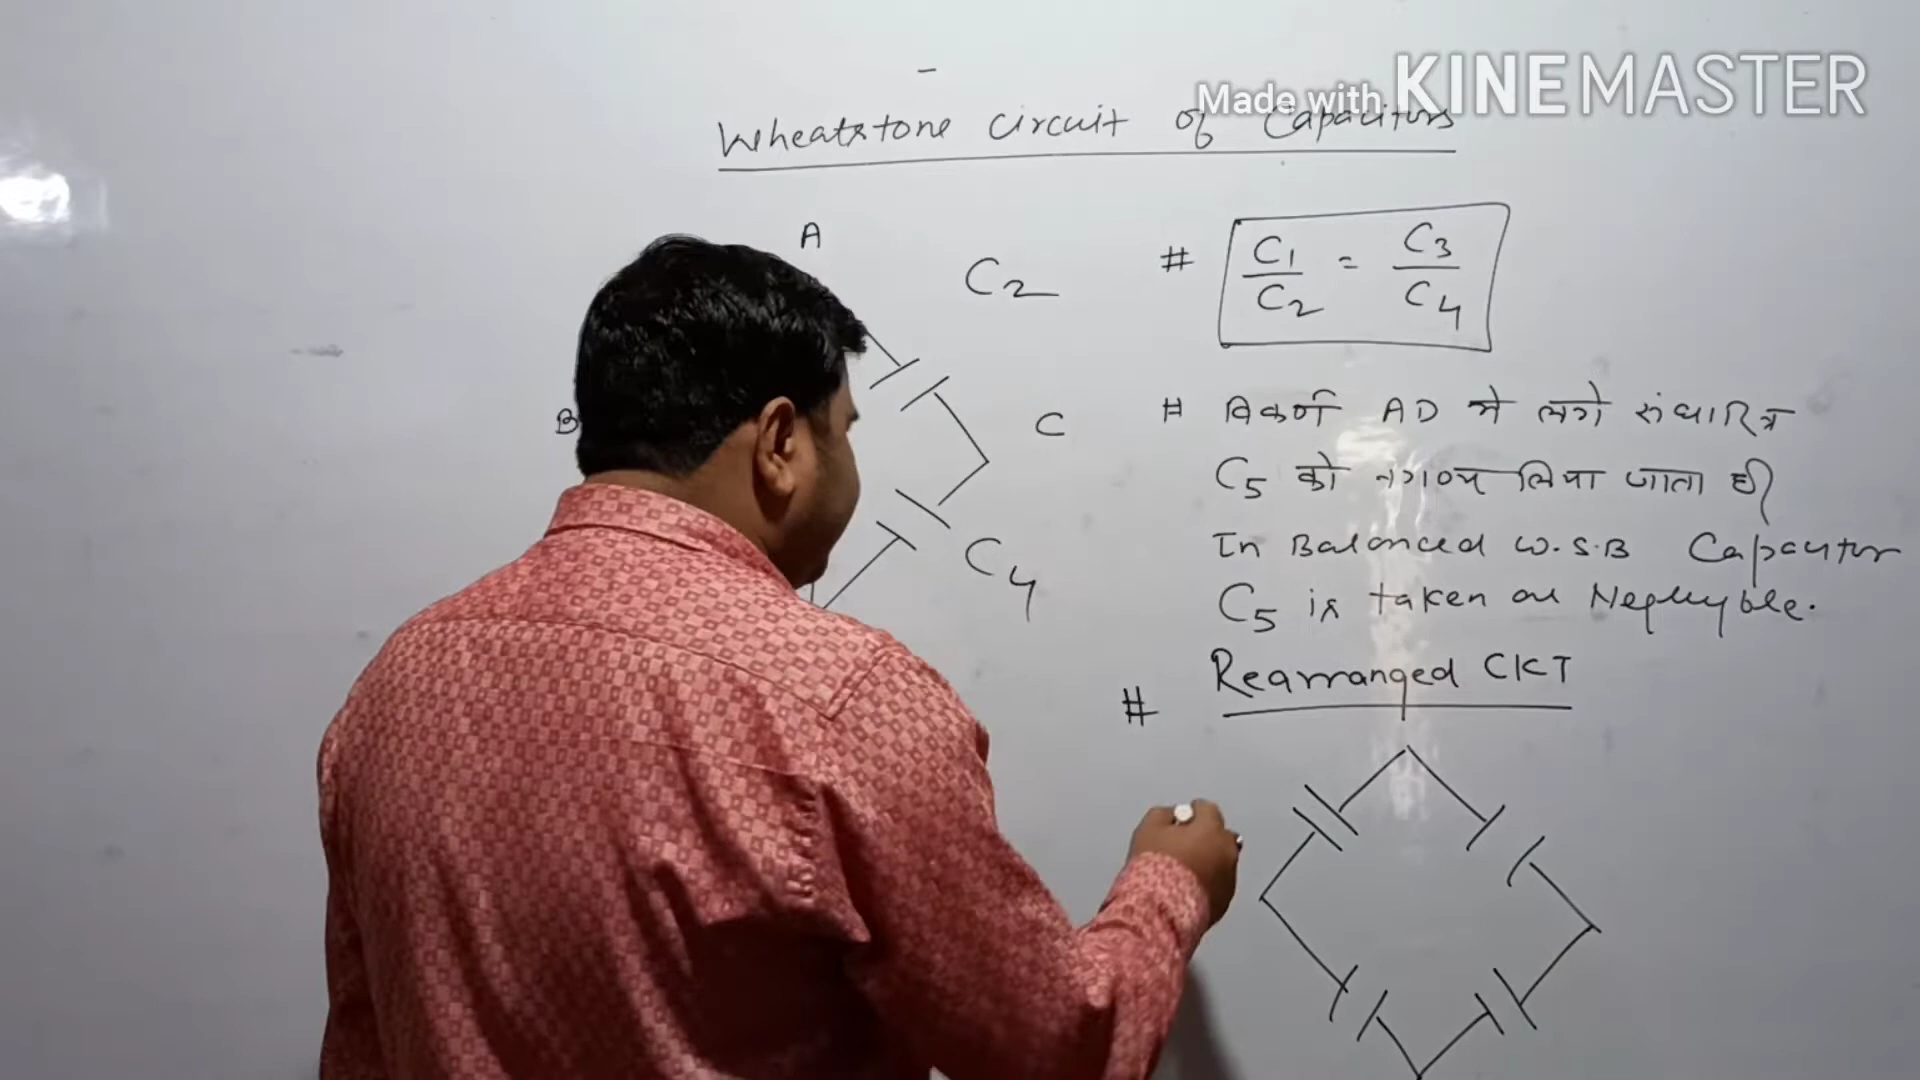 Made with KINEMASTER
Wheatstone Circuit of Capacitors
A
C2
# C1/C2 = C3/C4
B
C
# विकर्ण AD मे लगे संधारित्र
C5 को नगण्य लिया जाता है।
C4
In Balanced W.S.B Capacitor
C5 is taken as Negligible.
# Rearranged CKT